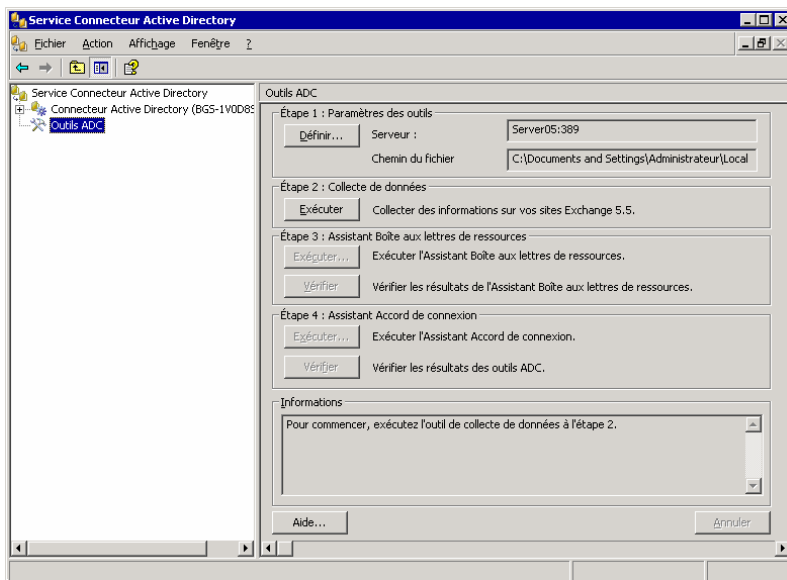 Service Connecteur Active Directory
Fichier Action Affichage Fenêtre ?
Service Connecteur Active Directory
Connecteur Active Directory (BG5-1V0D8S
Outils ADC
Outils ADC
Étape 1 : Paramètres des outils
Définir... Serveur : Server05:389
Chemin du fichier C:\Documents and Settings\Administrateur\Local
Étape 2 : Collecte de données
Exécuter Collecter des informations sur vos sites Exchange 5.5.
Étape 3 : Assistant Boîte aux lettres de ressources
Exécuter... Exécuter l'Assistant Boîte aux lettres de ressources.
Vérifier Vérifier les résultats de l'Assistant Boîte aux lettres de ressources.
Étape 4 : Assistant Accord de connexion
Exécuter... Exécuter l'Assistant Accord de connexion.
Vérifier Vérifier les résultats des outils ADC.
Informations
Pour commencer, exécutez l'outil de collecte de données à l'étape 2.
Aide... Annuler